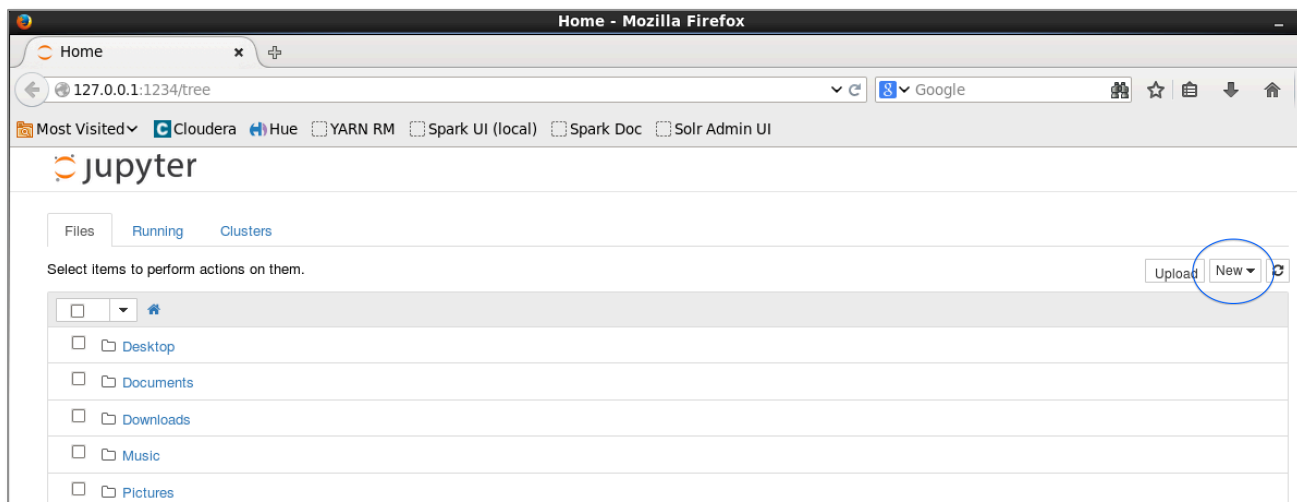 Home - Mozilla Firefox
Home
127.0.0.1:1234/tree
8 Google
Most Visited Cloudera Hue YARN RM Spark UI (local) Spark Doc Solr Admin UI
jupyter
Files Running Clusters
Select items to perform actions on them.
Upload New
Desktop
Documents
Downloads
Music
Pictures